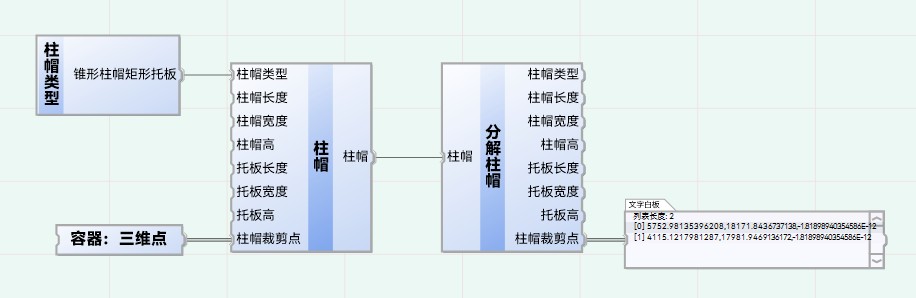 柱帽类型
锥形柱帽矩形托板
柱帽类型
柱帽长度
柱帽宽度
柱帽高
托板长度
托板宽度
托板高
柱帽裁剪点
柱帽
柱帽
容器：三维点
柱帽
分解柱帽
柱帽类型
柱帽长度
柱帽宽度
柱帽高
托板长度
托板宽度
托板高
柱帽裁剪点
文字白板
列表长度: 2
[0] 5752.98135396208,18171.8436737138,-1.81898940354586E-12
[1] 4115.1217981287,17981.9469136172,-1.81898940354586E-12